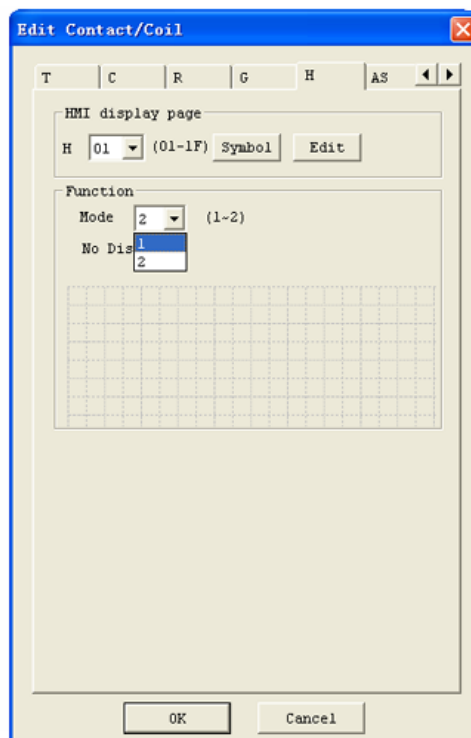 Edit Contact/Coil
T C R G H AS
HMI display page
H 01 (01-1F) Symbol Edit
Function
Mode 2 (1~2)
No Dis
1
2
OK Cancel